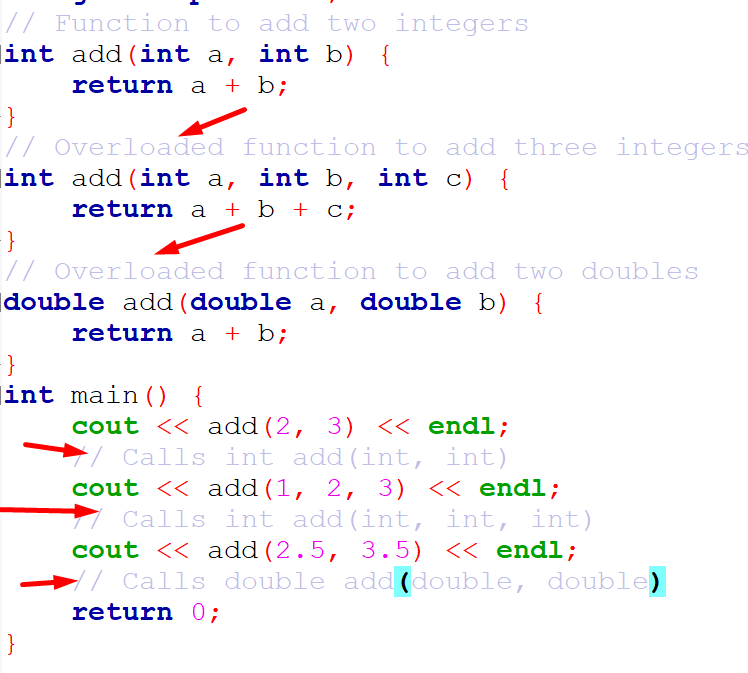 // Function to add two integers
int add(int a, int b) {
    return a + b;
}
// Overloaded function to add three integers
int add(int a, int b, int c) {
    return a + b + c;
}
// Overloaded function to add two doubles
double add(double a, double b) {
    return a + b;
}
int main() {
    cout << add(2, 3) << endl;
    // Calls int add(int, int)
    cout << add(1, 2, 3) << endl;
    // Calls int add(int, int, int)
    cout << add(2.5, 3.5) << endl;
    // Calls double add(double, double)
    return 0;
}